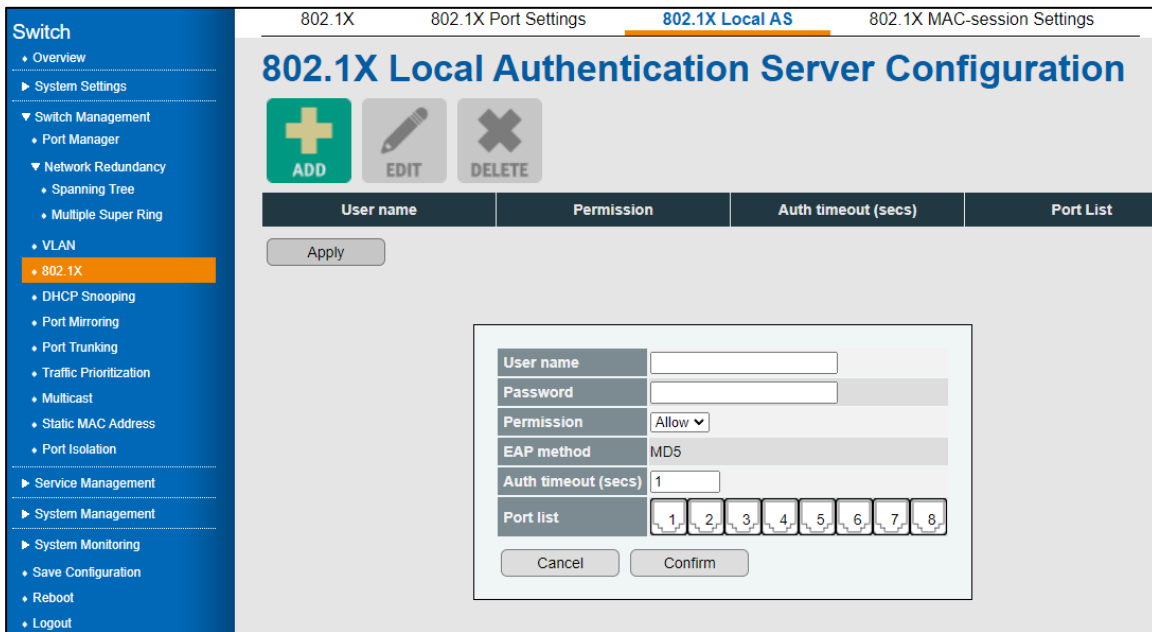 Switch
Overview
System Settings
Switch Management
Port Manager
Network Redundancy
Spanning Tree
Multiple Super Ring
VLAN
802.1X
DHCP Snooping
Port Mirroring
Port Trunking
Traffic Prioritization
Multicast
Static MAC Address
Port Isolation
Service Management
System Management
System Monitoring
Save Configuration
Reboot
Logout
802.1X 802.1X Port Settings 802.1X Local AS 802.1X MAC-session Settings
802.1X Local Authentication Server Configuration
ADD EDIT DELETE
User name Permission Auth timeout (secs) Port List
Apply
User name
Password
Permission Allow
EAP method MD5
Auth timeout (secs) 1
Port list 1 2 3 4 5 6 7 8
Cancel Confirm